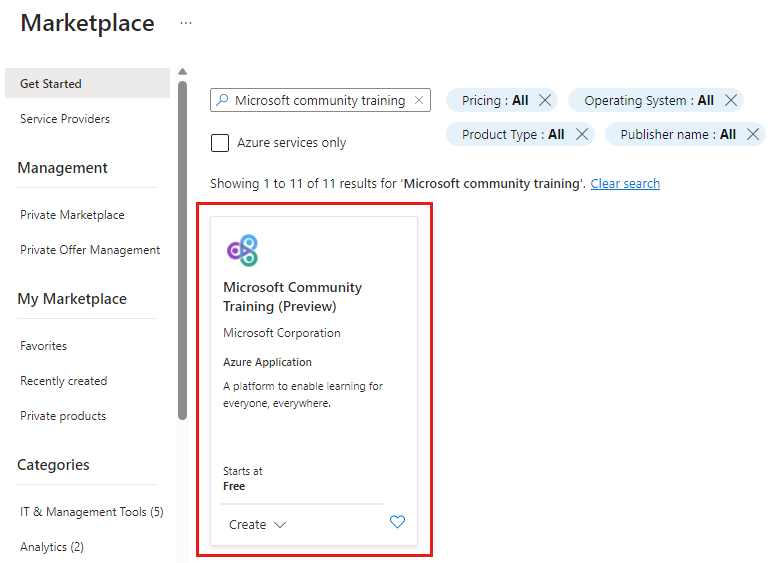 Marketplace ...
Get Started
Service Providers
Management
Private Marketplace
Private Offer Management
My Marketplace
Favorites
Recently created
Private products
Categories
IT & Management Tools (5)
Analytics (2)
Microsoft community training
Pricing : All
Operating System : All
Azure services only
Product Type : All
Publisher name : All
Showing 1 to 11 of 11 results for 'Microsoft community training'. Clear search
Microsoft Community
Training (Preview)
Microsoft Corporation
Azure Application
A platform to enable learning for
everyone, everywhere.
Starts at
Free
Create